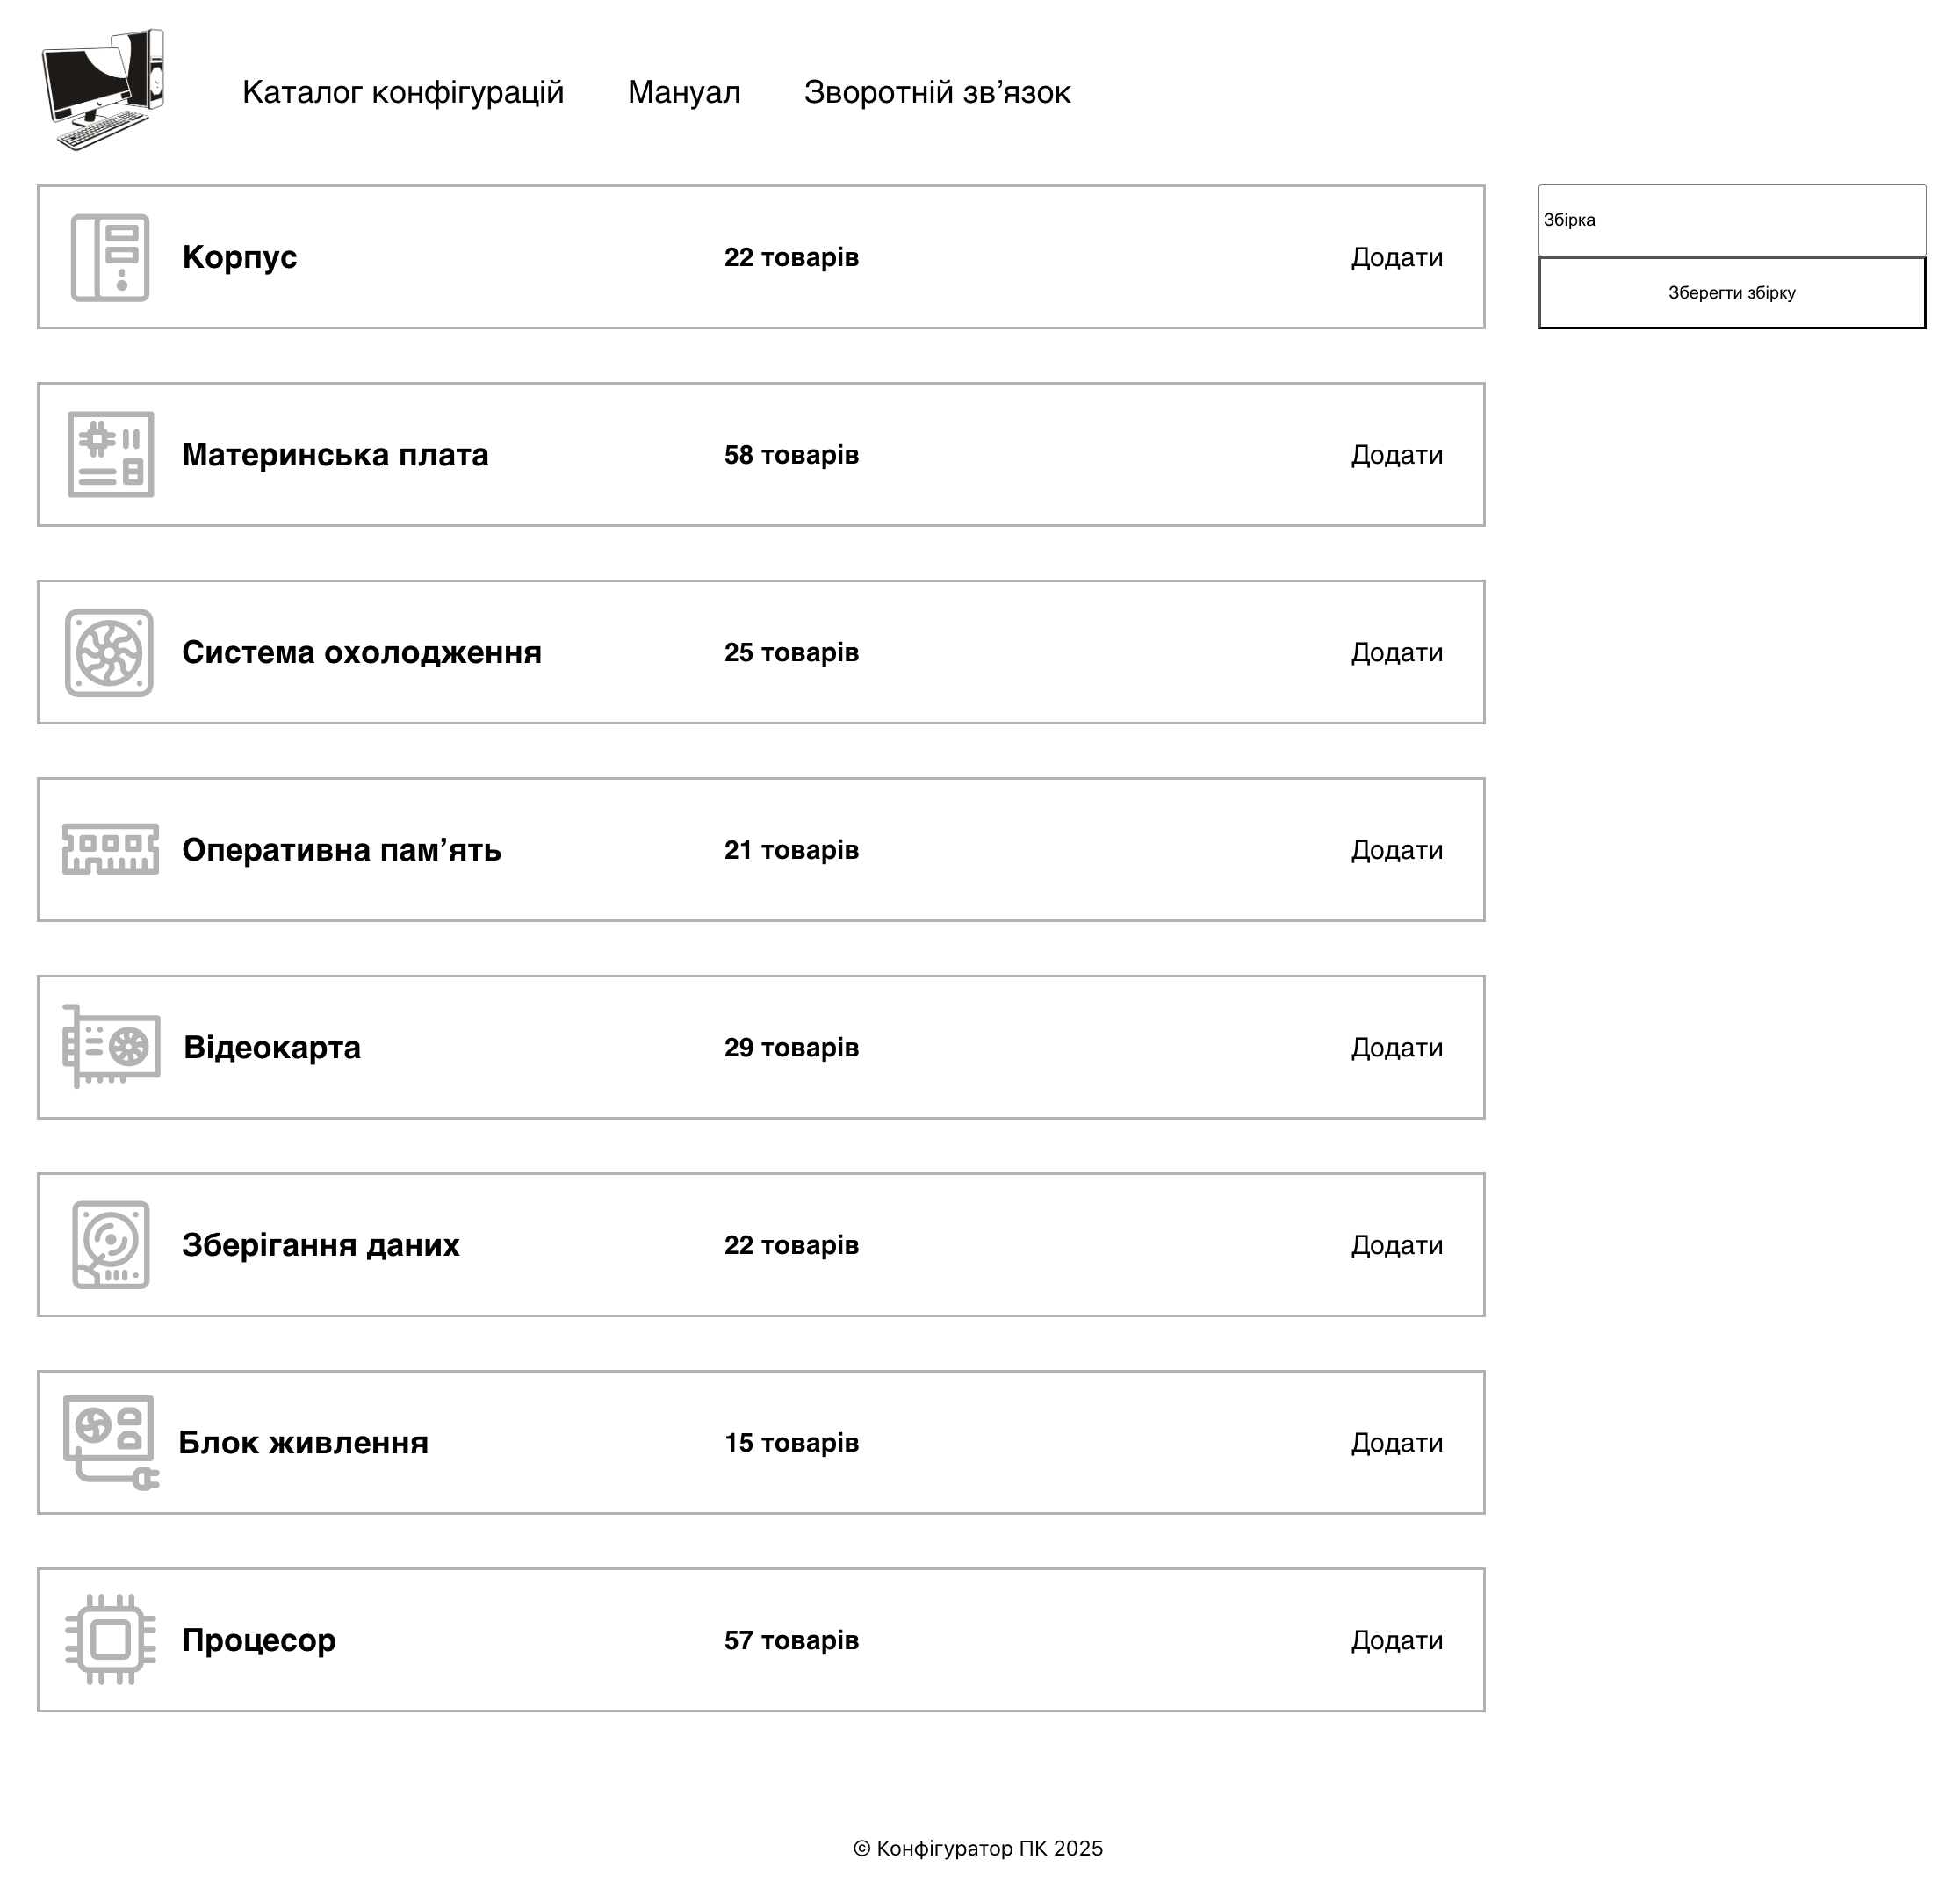 Каталог конфігурацій Мануал Зворотній зв’язок
Корпус 22 товарів Додати
Збірка
Зберегти збірку
Материнська плата 58 товарів Додати
Система охолодження 25 товарів Додати
Оперативна пам’ять 21 товарів Додати
Відеокарта 29 товарів Додати
Зберігання даних 22 товарів Додати
Блок живлення 15 товарів Додати
Процесор 57 товарів Додати
© Конфігуратор ПК 2025